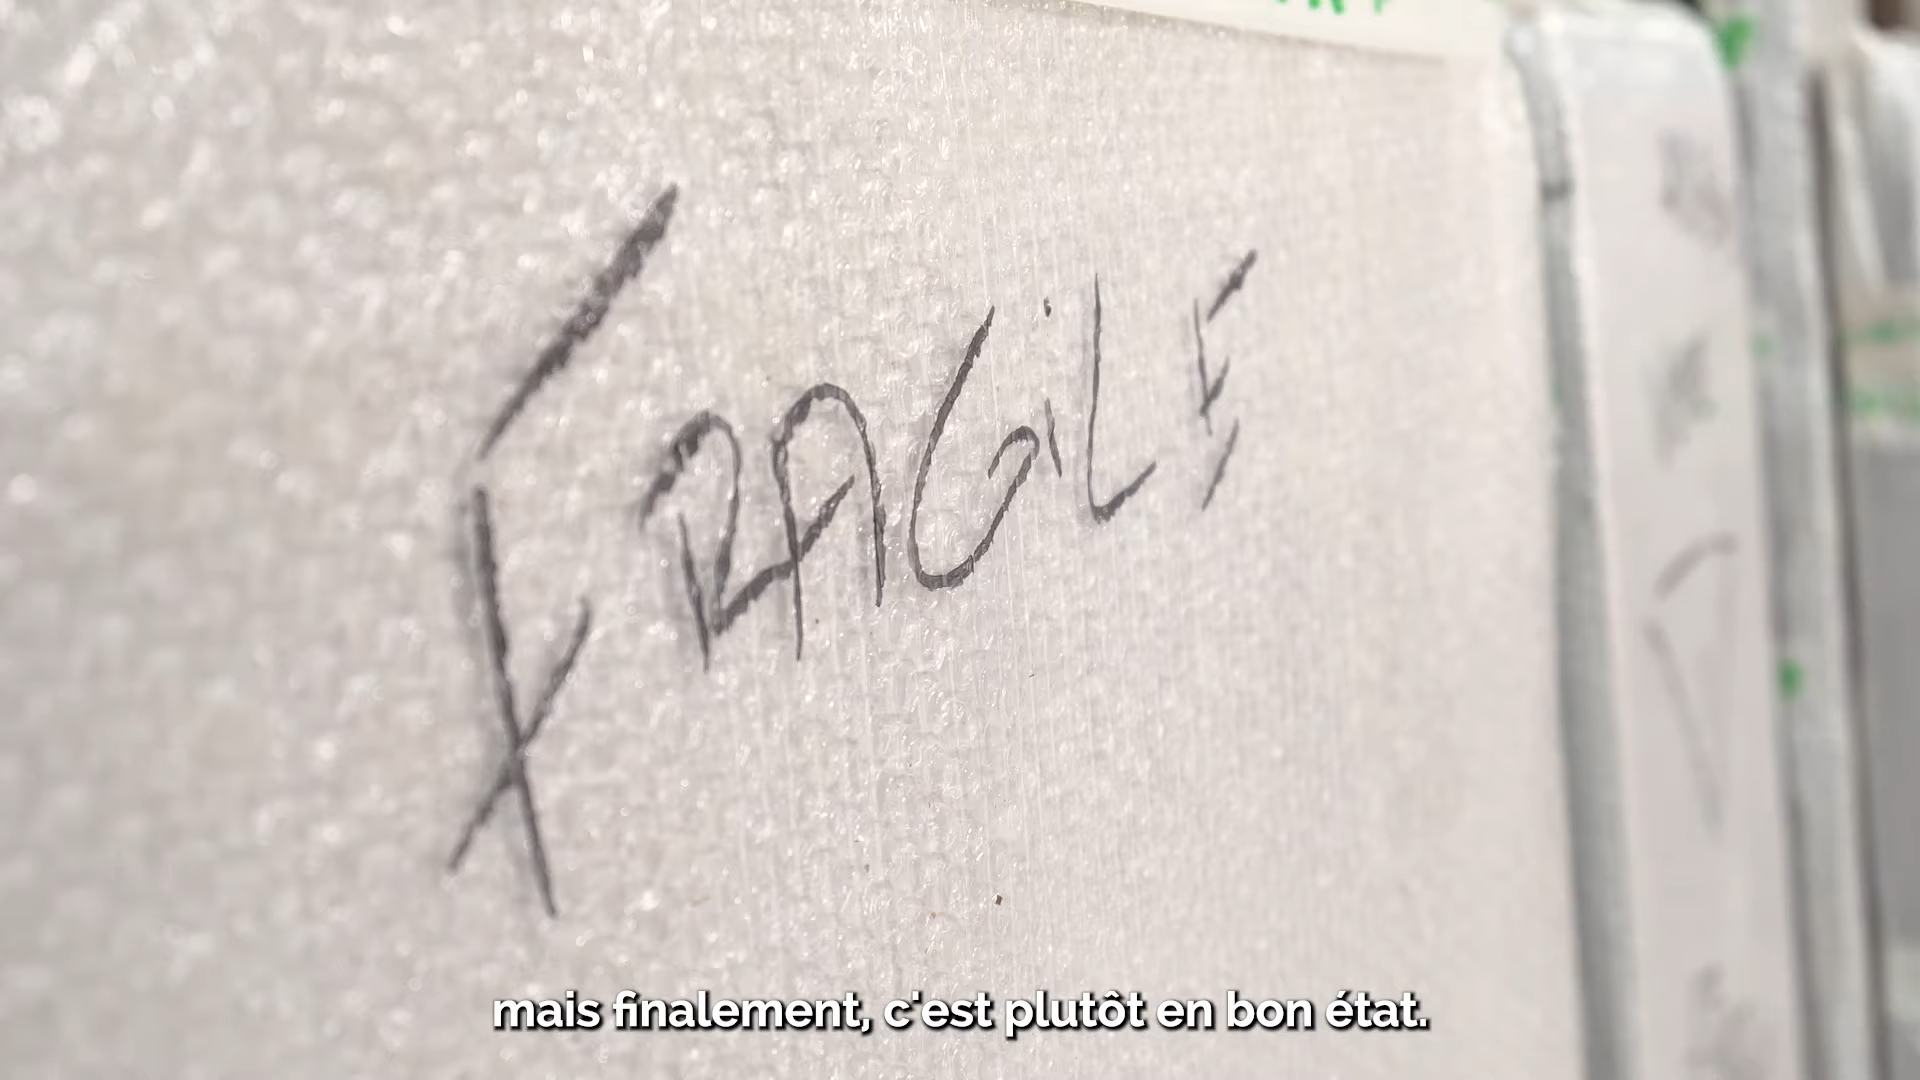 FRAGiLE
mais finalement, c'est plutôt en bon état.